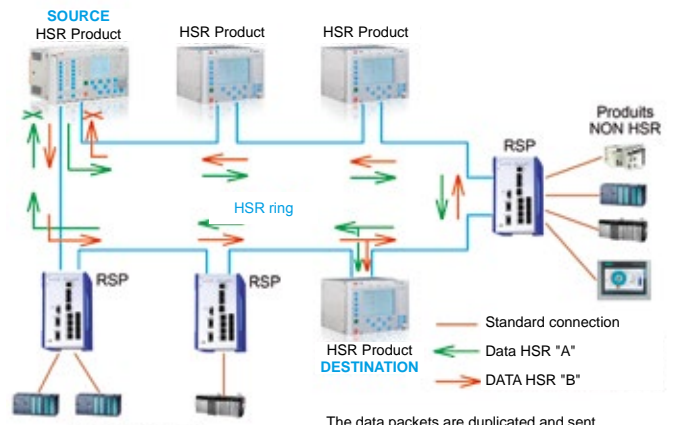 SOURCE
HSR Product
HSR Product
HSR Product
Produits
NON HSR
RSP
HSR ring
RSP
RSP
HSR Product
DESTINATION
Standard connection
Data HSR "A"
DATA HSR "B"
The data packets are duplicated and sent